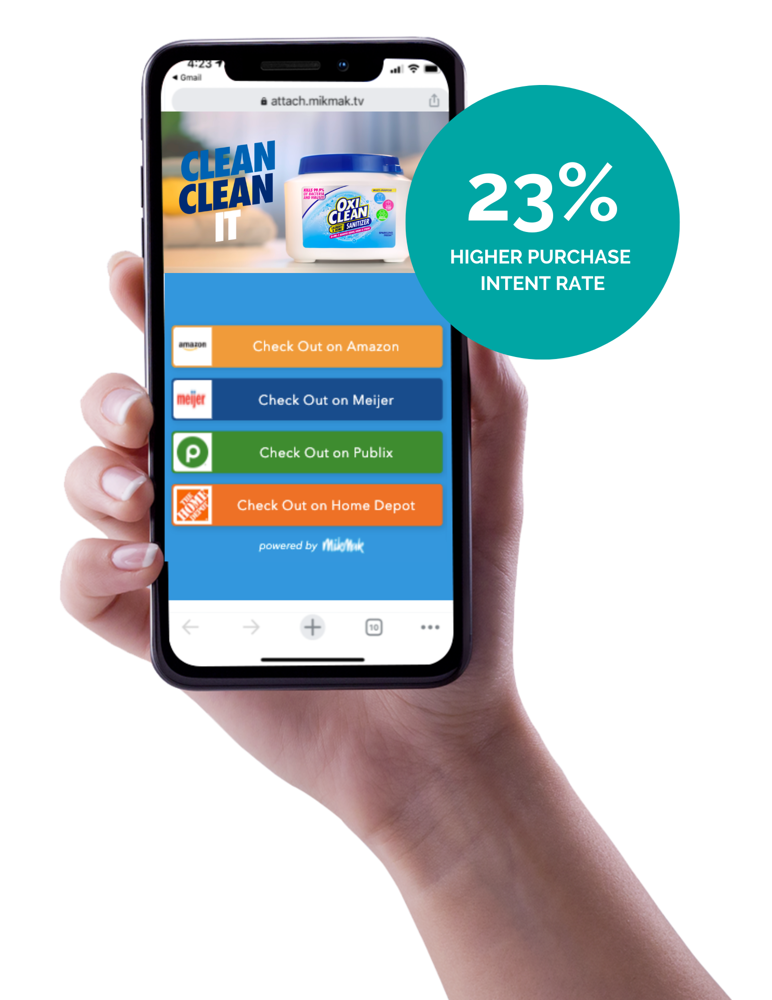 4:23
Gmail
attach.mikmak.tv
CLEAN
CLEAN
IT
KILLS 99.9%
OF BACTERIA
AND VIRUSES
MULTI-PURPOSE
OXI
CLEAN
LAUNDRY
& HOME
SANITIZER
SPARKLING
FRESH
23%
HIGHER PURCHASE
INTENT RATE
amazon
Check Out on Amazon
meijer
Check Out on Meijer
P
Check Out on Publix
THE
HOME
DEPOT
Check Out on Home Depot
powered by MikMak
10